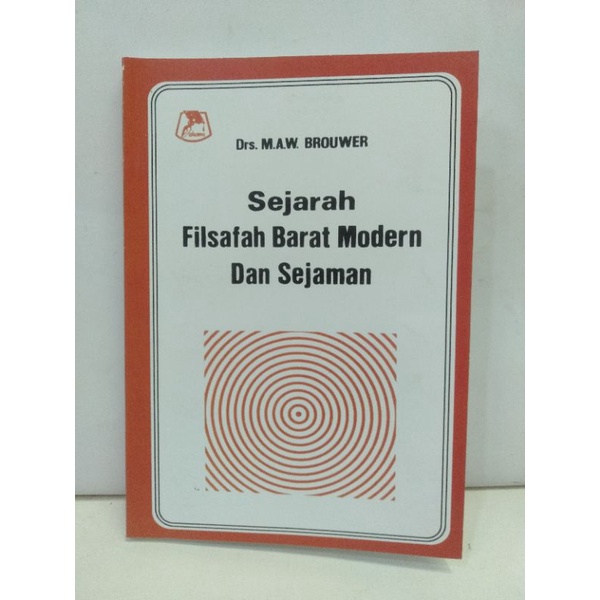 Drs. M.A.W. BROUWER
Sejarah
Filsafah Barat Modern
Dan Sejaman